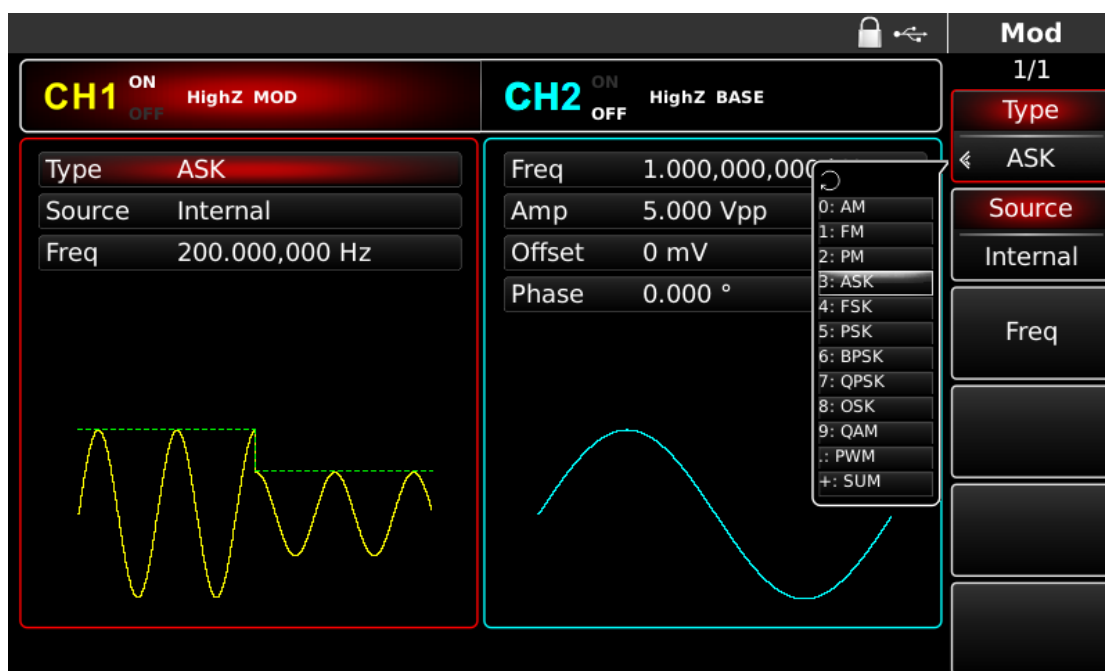 Mod
1/1
CH1 ON OFF HighZ MOD
CH2 ON OFF HighZ BASE
Type
ASK
Source
Internal
Freq
Type ASK
Source Internal
Freq 200.000,000 Hz
Freq 1.000,000,000
Amp 5.000 Vpp
Offset 0 mV
Phase 0.000 °
0: AM
1: FM
2: PM
3: ASK
4: FSK
5: PSK
6: BPSK
7: QPSK
8: OSK
9: QAM
.: PWM
+: SUM